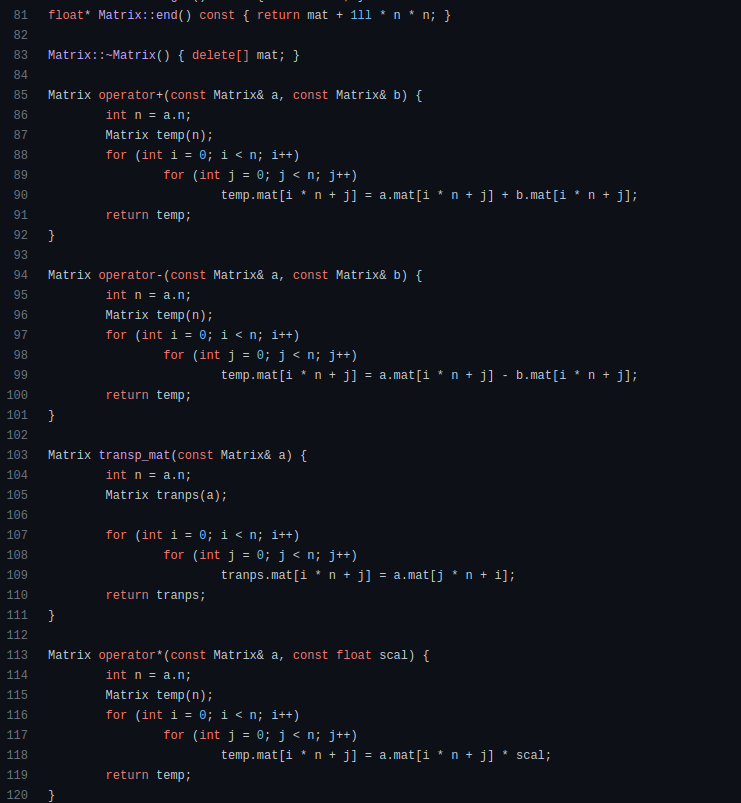 81 float* Matrix::end() const { return mat + 1ll * n * n; }
82
83 Matrix::~Matrix() { delete[] mat; }
84
85 Matrix operator+(const Matrix& a, const Matrix& b) {
86 int n = a.n;
87 Matrix temp(n);
88 for (int i = 0; i < n; i++)
89 for (int j = 0; j < n; j++)
90 temp.mat[i * n + j] = a.mat[i * n + j] + b.mat[i * n + j];
91 return temp;
92 }
93
94 Matrix operator-(const Matrix& a, const Matrix& b) {
95 int n = a.n;
96 Matrix temp(n);
97 for (int i = 0; i < n; i++)
98 for (int j = 0; j < n; j++)
99 temp.mat[i * n + j] = a.mat[i * n + j] - b.mat[i * n + j];
100 return temp;
101 }
102
103 Matrix transp_mat(const Matrix& a) {
104 int n = a.n;
105 Matrix tranps(a);
106
107 for (int i = 0; i < n; i++)
108 for (int j = 0; j < n; j++)
109 tranps.mat[i * n + j] = a.mat[j * n + i];
110 return tranps;
111 }
112
113 Matrix operator*(const Matrix& a, const float scal) {
114 int n = a.n;
115 Matrix temp(n);
116 for (int i = 0; i < n; i++)
117 for (int j = 0; j < n; j++)
118 temp.mat[i * n + j] = a.mat[i * n + j] * scal;
119 return temp;
120 }